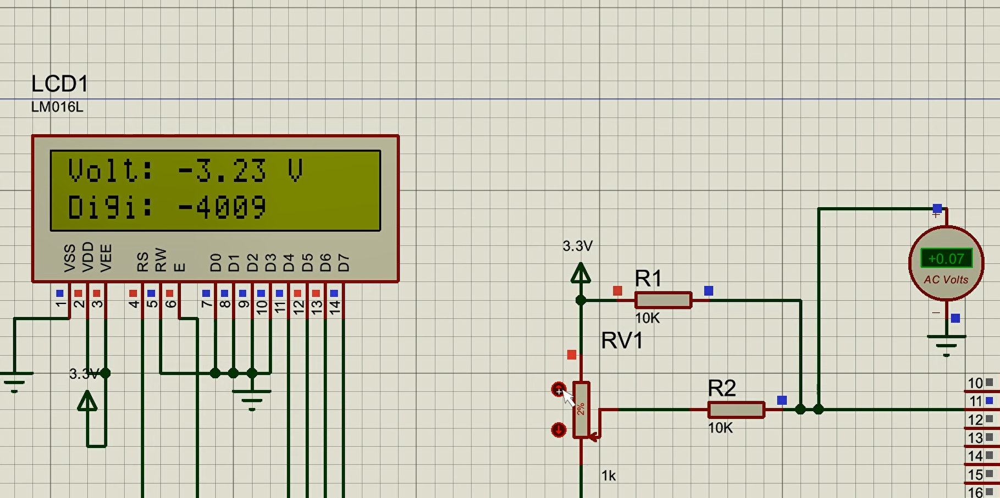 LCD1
LM016L
Volt: -3.23 V
Digi: -4009
VSS VDD VEE RS RW E D0 D1 D2 D3 D4 D5 D6 D7
1 2 3 4 5 6 7 8 9 10 11 12 13 14
3.3V
3.3V
R1
10K
RV1
2%
1k
R2
10K
+
+0.07
AC Volts
−
10
11
12
13
14
15
16